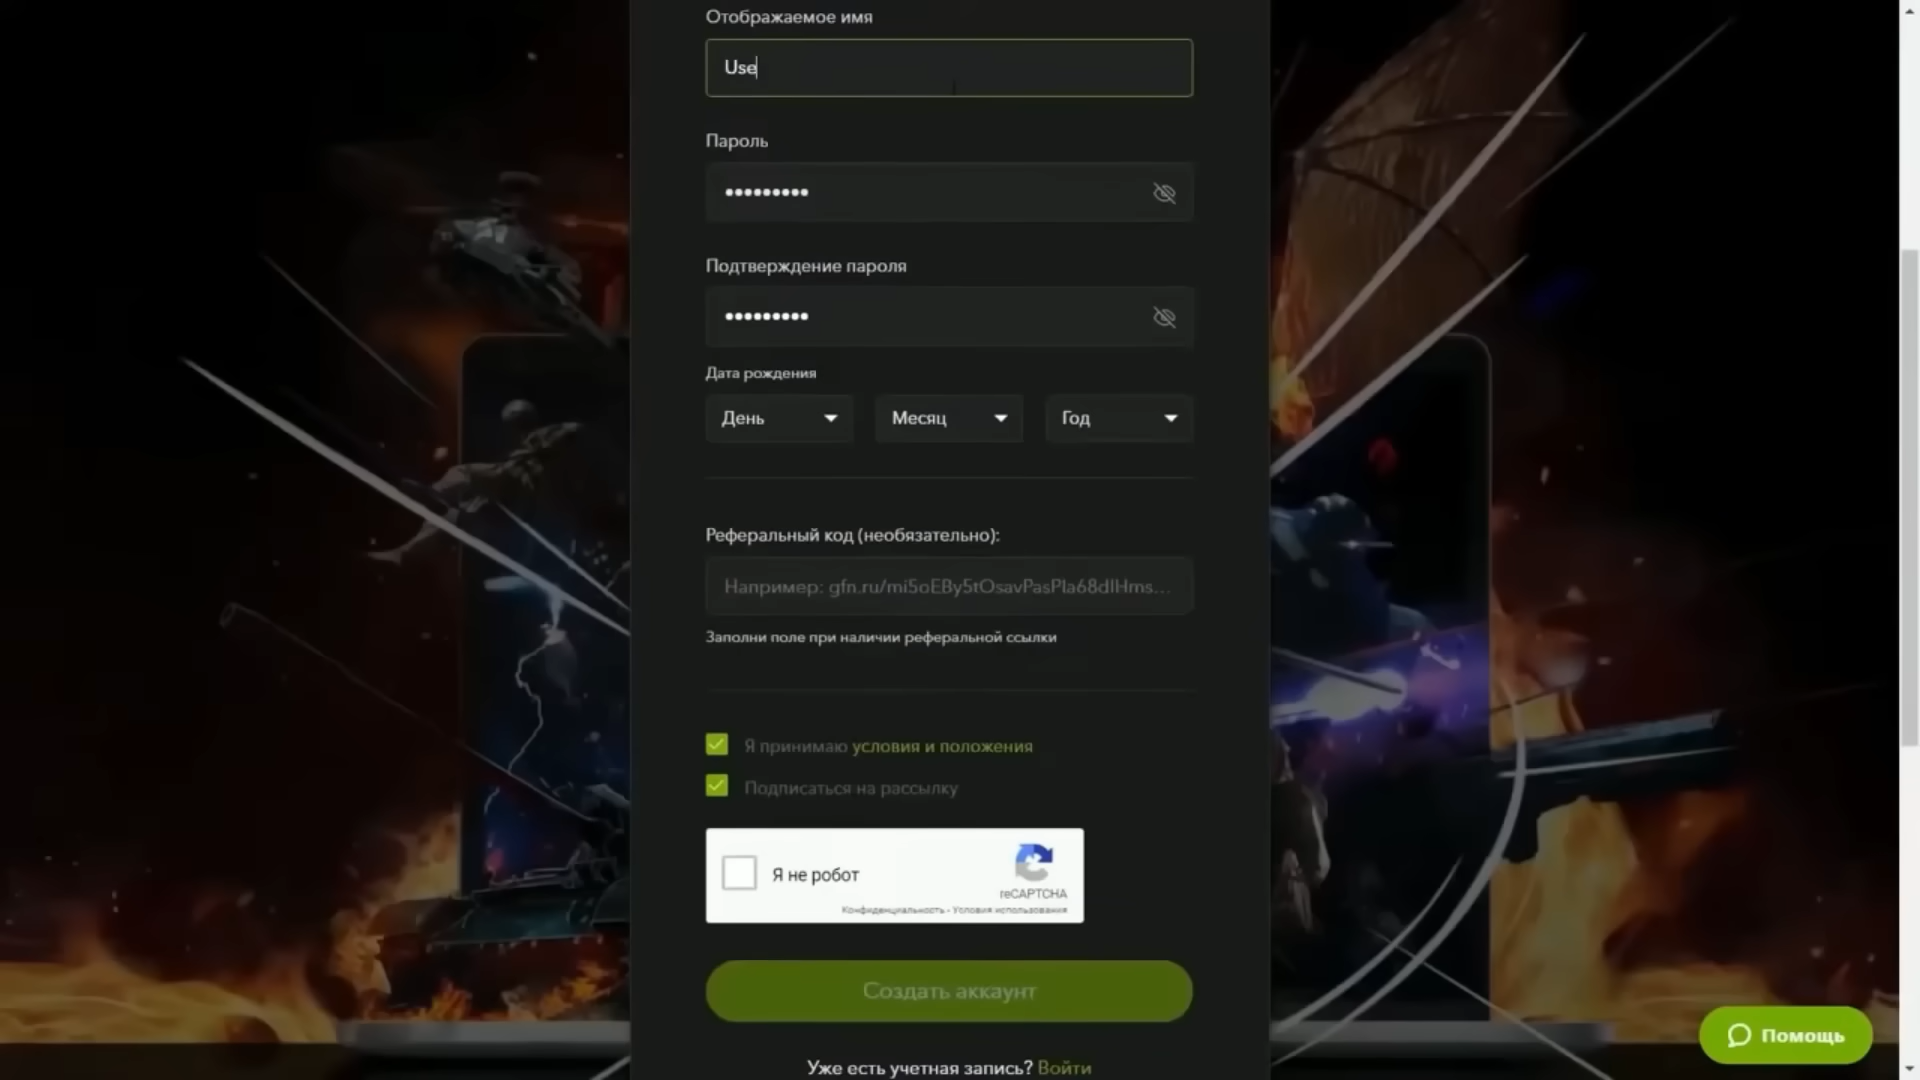 Отображаемое имя
Use
Пароль
•••••••••
Подтверждение пароля
•••••••••
Дата рождения
День
Месяц
Год
Реферальный код (необязательно):
Например: gfn.ru/mi5oEBy5tOsavPasPla68dIHms...
Заполни поле при наличии реферальной ссылки
Я принимаю условия и положения
Подписаться на рассылку
Я не робот
reCAPTCHA
Конфиденциальность - Условия использования
Создать аккаунт
Помощь
Уже есть учетная запись? Войти